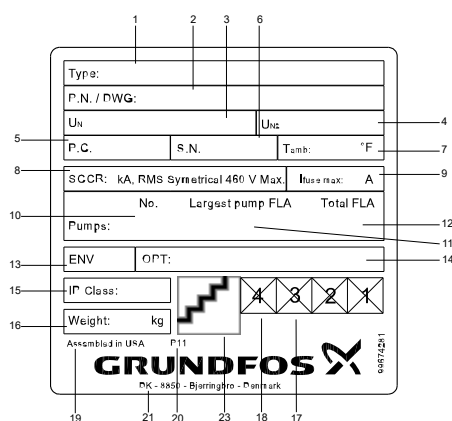 1 2 3 6
Type:
P.N. / DWG:
UN UN2 4
5 P.C. S.N. Tamb: °F 7
8 SCCR: kA, RMS Symetrical 460 V Max. Ifuse max: A 9
10 No. Largest pump FLA Total FLA 12
Pumps: 11
13 ENV OPT: 14
15 IP Class: 4 3 2 1
16 Weight: kg
Assembled in USA P11
GRUNDFOS X 99674281
DK - 8850 - Bjerringbro - Denmark
19 21 20 23 18 17